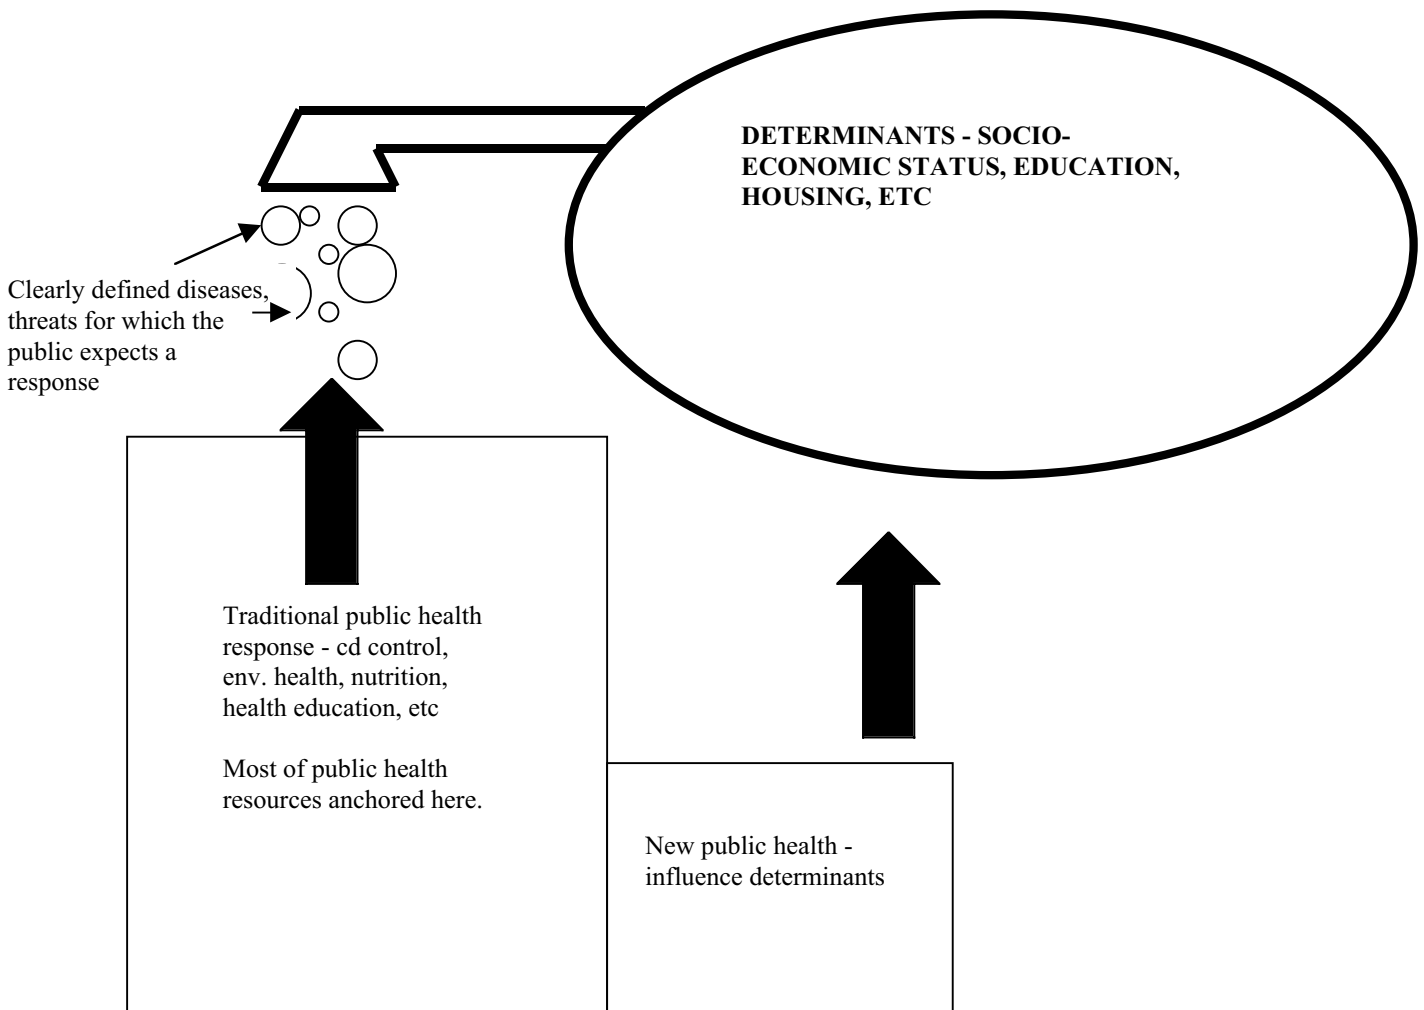 DETERMINANTS - SOCIO-
ECONOMIC STATUS, EDUCATION,
HOUSING, ETC
Clearly defined diseases,
threats for which the
public expects a
response
Traditional public health
response - cd control,
env. health, nutrition,
health education, etc
Most of public health
resources anchored here.
New public health -
influence determinants